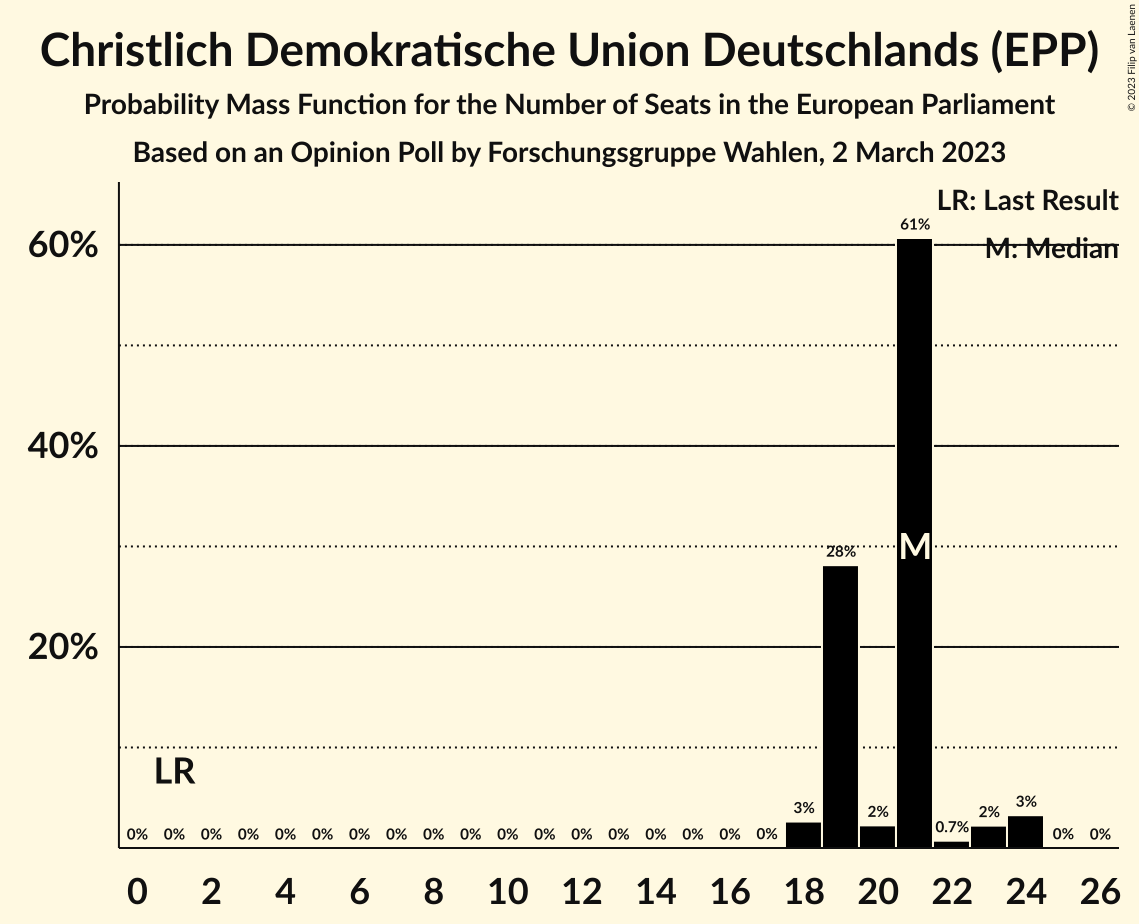 Christlich Demokratische Union Deutschlands (EPP)
Probability Mass Function for the Number of Seats in the European Parliament
Based on an Opinion Poll by Forschungsgruppe Wahlen, 2 March 2023
© 2023 Filip van Laenen
LR: Last Result
M: Median
60%
40%
20%
61%
28%
M
LR
0% 0% 0% 0% 0% 0% 0% 0% 0% 0% 0% 0% 0% 0% 0% 0% 0% 0% 3% 2% 0.7% 2% 3% 0% 0%
0 2 4 6 8 10 12 14 16 18 20 22 24 26